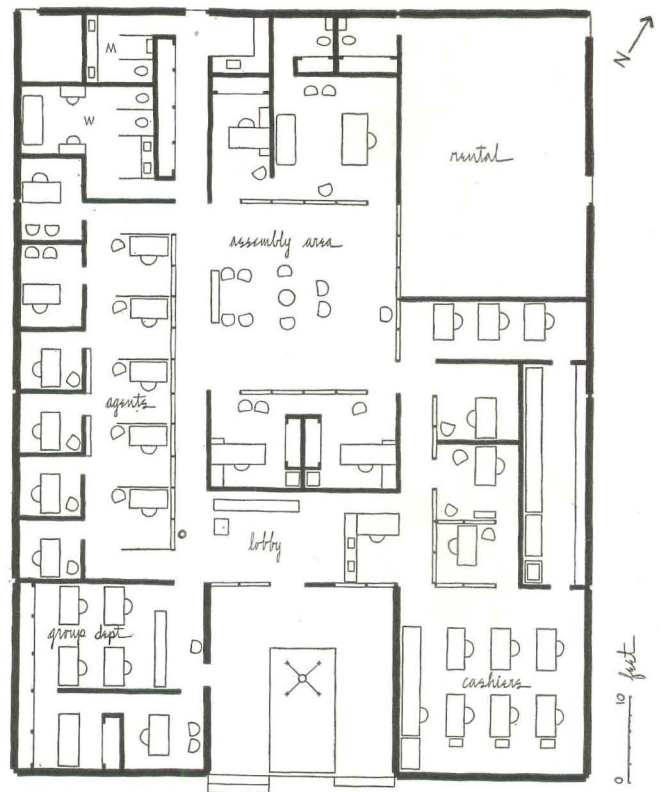 N
M
W
rental
assembly area
agents
lobby
group dept
cashiers
0 10 feet